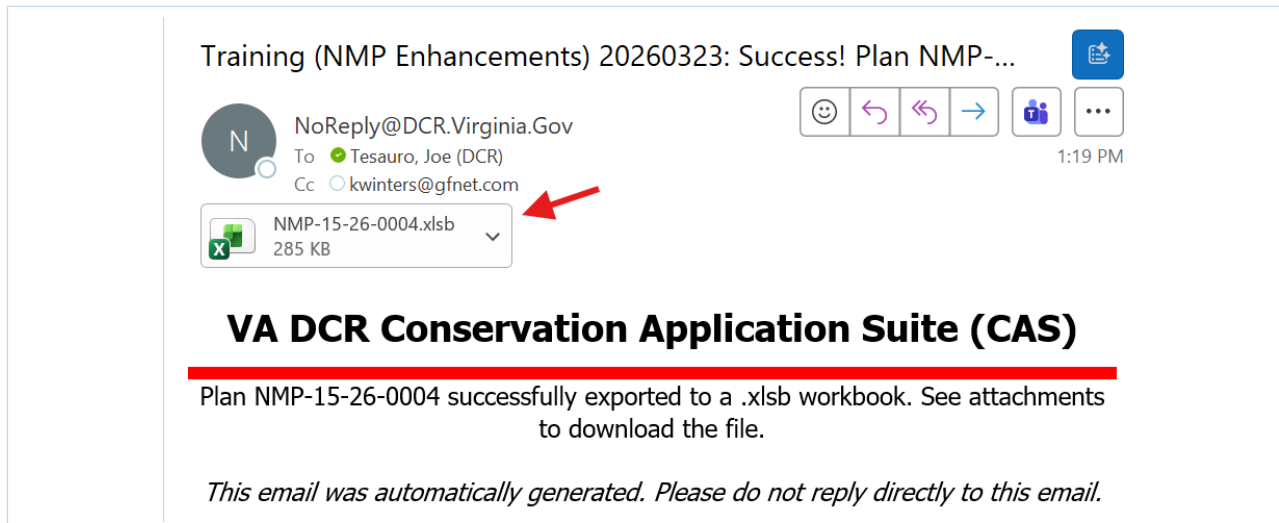 Training (NMP Enhancements) 20260323: Success! Plan NMP-...
N
NoReply@DCR.Virginia.Gov
To Tesauro, Joe (DCR)
Cc kwinters@gfnet.com
1:19 PM
NMP-15-26-0004.xlsb
285 KB
VA DCR Conservation Application Suite (CAS)
Plan NMP-15-26-0004 successfully exported to a .xlsb workbook. See attachments
to download the file.
This email was automatically generated. Please do not reply directly to this email.